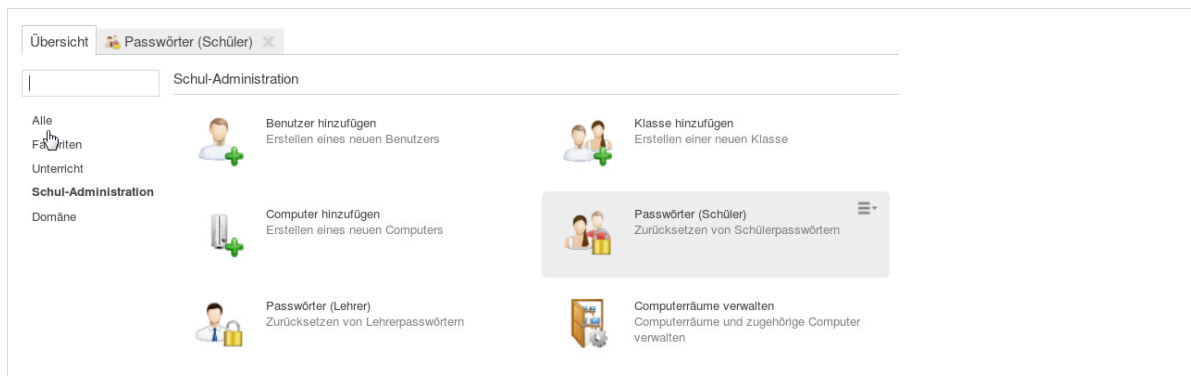 Übersicht
Passwörter (Schüler)
Schul-Administration
Alle
Favoriten
Unterricht
Schul-Administration
Domäne
Benutzer hinzufügen
Erstellen eines neuen Benutzers
Klasse hinzufügen
Erstellen einer neuen Klasse
Computer hinzufügen
Erstellen eines neuen Computers
Passwörter (Schüler)
Zurücksetzen von Schülerpasswörtern
Passwörter (Lehrer)
Zurücksetzen von Lehrerpasswörtern
Computerräume verwalten
Computerräume und zugehörige Computer
verwalten